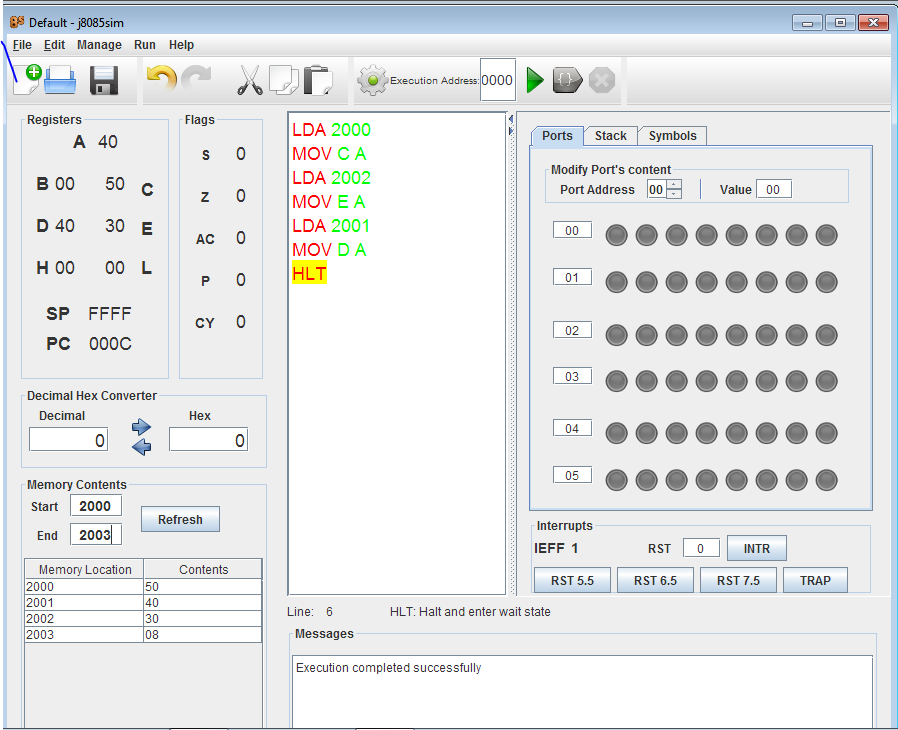 Default - j8085sim
File Edit Manage Run Help
Execution Address: 0000
Registers
A 40
B 00 50 C
D 40 30 E
H 00 00 L
SP FFFF
PC 000C
Flags
S 0
Z 0
AC 0
P 0
CY 0
Decimal Hex Converter
Decimal Hex
0 0
Memory Contents
Start 2000
End 2003
Refresh
Memory Location Contents
2000 50
2001 40
2002 30
2003 08
LDA 2000
MOV C A
LDA 2002
MOV E A
LDA 2001
MOV D A
HLT
Line: 6 HLT: Halt and enter wait state
Messages
Execution completed successfully
Ports Stack Symbols
Modify Port's content
Port Address 00 Value 00
00
01
02
03
04
05
Interrupts
IEFF 1 RST 0 INTR
RST 5.5 RST 6.5 RST 7.5 TRAP